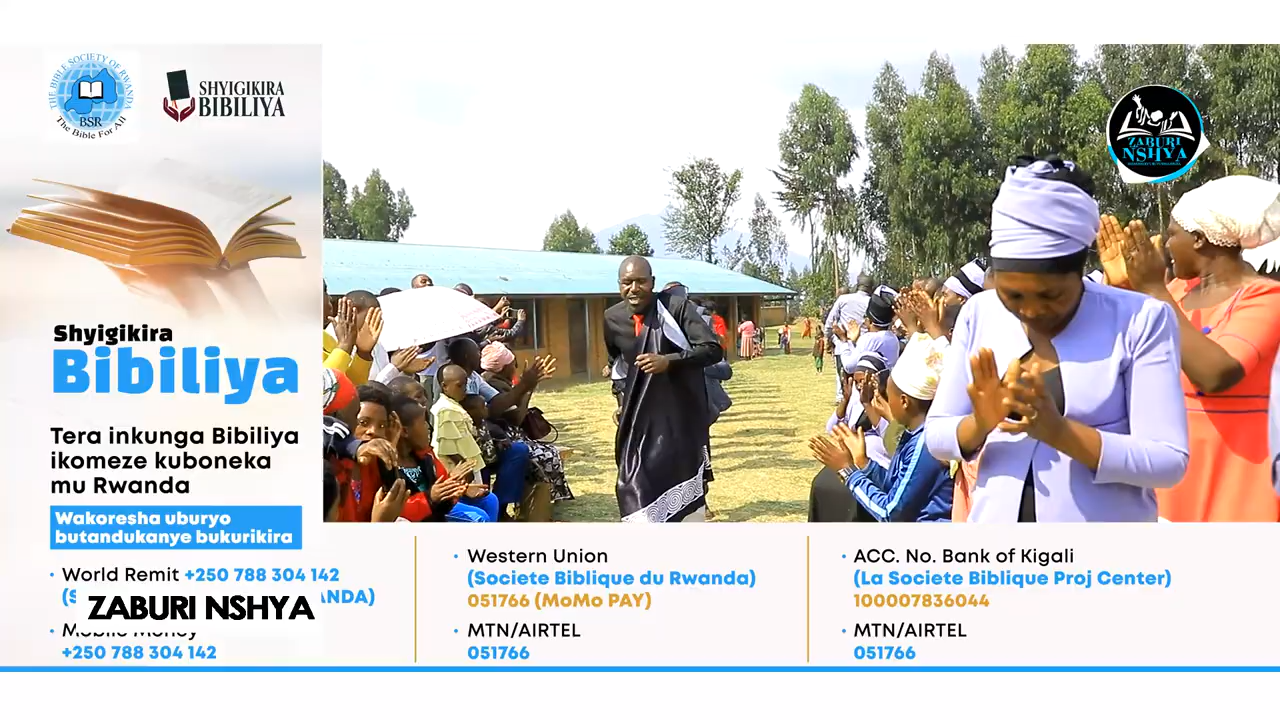 THE BIBLE SOCIETY OF RWANDA
BSR
The Bible For All
SHYIGIKIRA
BIBILIYA
ZABURI
NSHYA
Shyigikira
Bibiliya
Tera inkunga Bibiliya
ikomeze kuboneka
mu Rwanda
Wakoresha uburyo
butandukanye bukurikira
• World Remit +250 788 304 142
ZABURI NSHYA
• Mobile Money
+250 788 304 142
• Western Union
(Societe Biblique du Rwanda)
051766 (MoMo PAY)
• MTN/AIRTEL
051766
• ACC. No. Bank of Kigali
(La Societe Biblique Proj Center)
100007836044
• MTN/AIRTEL
051766